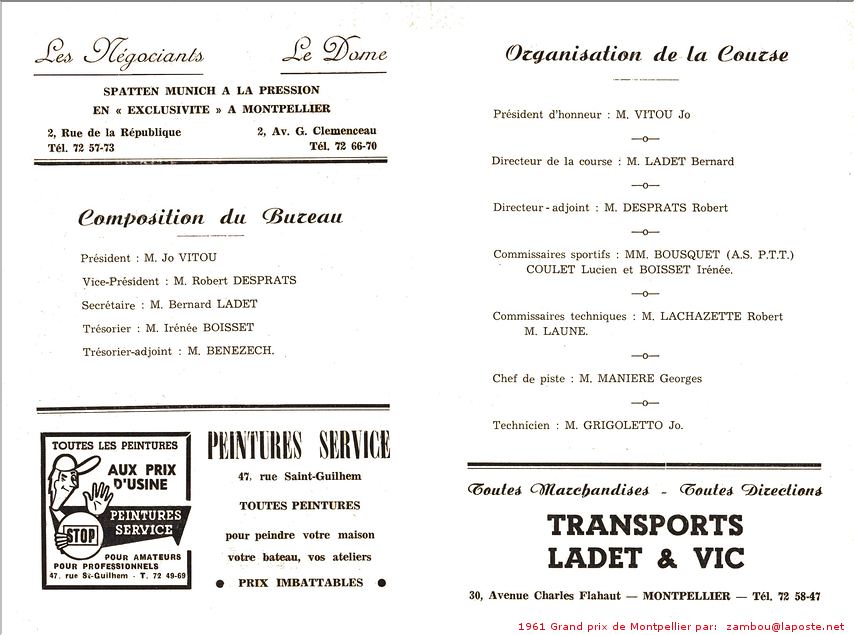 Les Négociants
Le Dome
SPATTEN MUNICH A LA PRESSION
EN « EXCLUSIVITE » A MONTPELLIER
2, Rue de la République
Tél. 72 57-73
2, Av. G. Clemenceau
Tél. 72 66-70
Composition du Bureau
Président : M. Jo VITOU
Vice-Président : M. Robert DESPRATS
Secrétaire : M. Bernard LADET
Trésorier : M. Irénée BOISSET
Trésorier-adjoint : M. BENEZECH.
TOUTES LES PEINTURES
AUX PRIX
D'USINE
PEINTURES
SERVICE
STOP
POUR AMATEURS
POUR PROFESSIONNELS
47, rue St-Guilhem - T. 72 49-69
PEINTURES SERVICE
47, rue Saint-Guilhem
TOUTES PEINTURES
pour peindre votre maison
votre bateau, vos ateliers
● PRIX IMBATTABLES ●
Organisation de la Course
Président d'honneur : M. VITOU Jo
—o—
Directeur de la course : M. LADET Bernard
—o—
Directeur-adjoint : M. DESPRATS Robert
—o—
Commissaires sportifs : MM. BOUSQUET (A.S. P.T.T.)
COULET Lucien et BOISSET Irénée.
—o—
Commissaires techniques : M. LACHAZETTE Robert
M. LAUNE.
—o—
Chef de piste : M. MANIERE Georges
—o—
Technicien : M. GRIGOLETTO Jo.
Toutes Marchandises - Toutes Directions
TRANSPORTS
LADET & VIC
30, Avenue Charles Flahaut — MONTPELLIER — Tél. 72 58-47
1961 Grand prix de Montpellier par: zambou@laposte.net